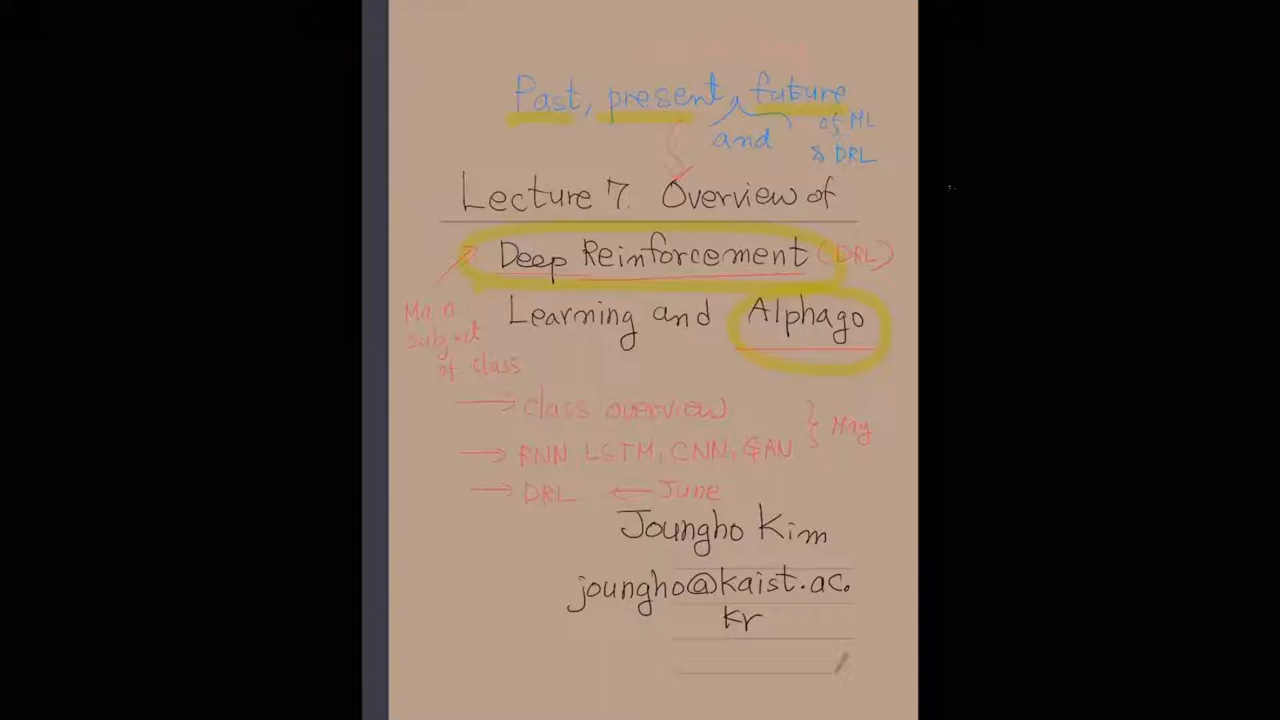 Past, present, future
and
of ML
& DRL
Lecture 7. Overview of
Deep Reinforcement (DRL)
Learning and Alphago
Main
subject
of class
→ class overview
→ RNN LSTM, CNN, GAN } May
→ DRL ← June
Joungho Kim
joungho@kaist.ac.
kr